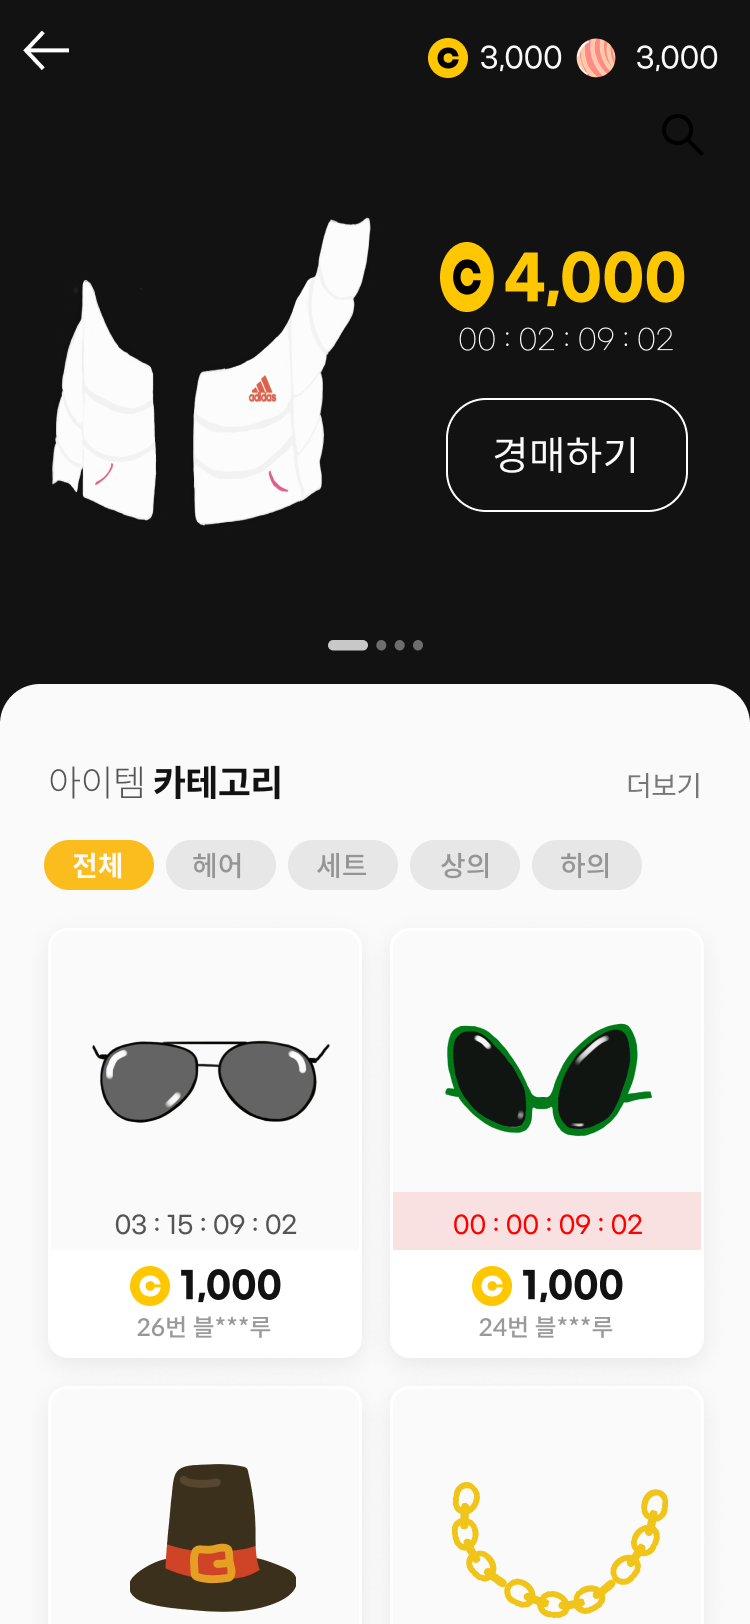 3,000 3,000
4,000
00 : 02 : 09 : 02
adidas
경매하기
아이템 카테고리
더보기
전체 헤어 세트 상의 하의
03 : 15 : 09 : 02
1,000
26번 블***루
00 : 00 : 09 : 02
1,000
24번 블***루